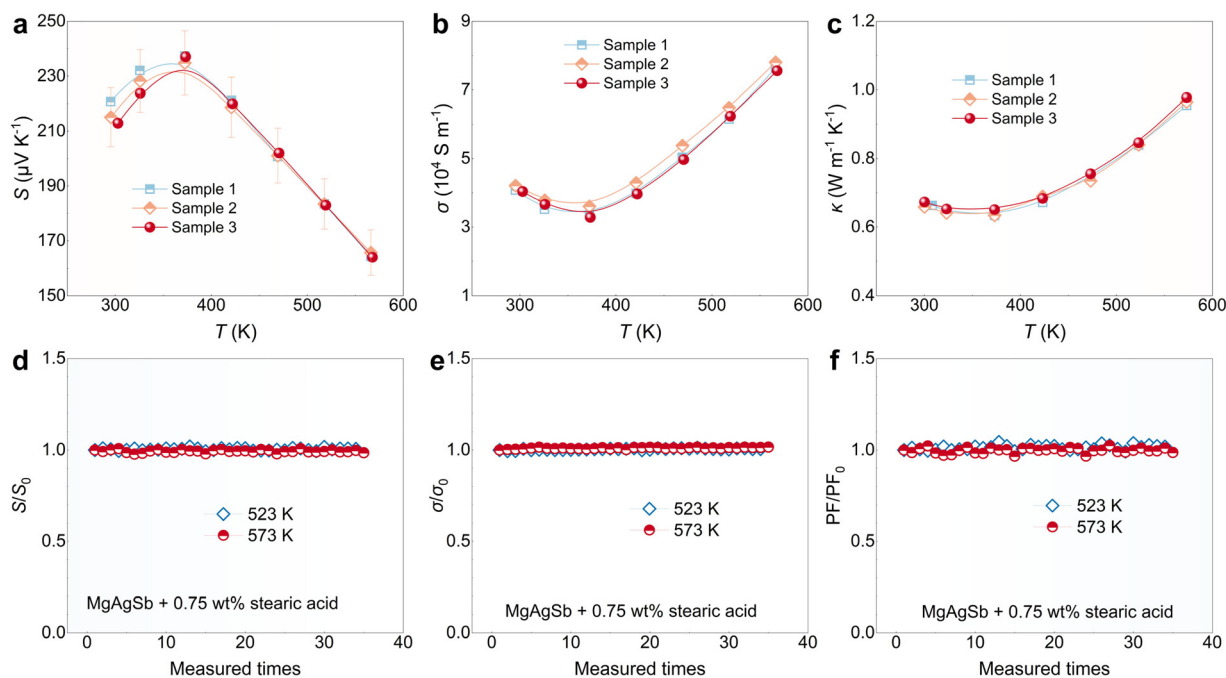 a
250
230
210
190
170
150
S (μV K⁻¹)
Sample 1
Sample 2
Sample 3
300
400
500
600
T (K)
b
9
7
5
3
1
σ (10⁴ S m⁻¹)
Sample 1
Sample 2
Sample 3
300
400
500
600
T (K)
c
1.2
1.0
0.8
0.6
0.4
κ (W m⁻¹ K⁻¹)
Sample 1
Sample 2
Sample 3
300
400
500
600
T (K)
d
1.5
1.0
0.5
0.0
S/S₀
523 K
573 K
MgAgSb + 0.75 wt% stearic acid
0
10
20
30
40
Measured times
e
1.5
1.0
0.5
0.0
σ/σ₀
523 K
573 K
MgAgSb + 0.75 wt% stearic acid
0
10
20
30
40
Measured times
f
1.5
1.0
0.5
0.0
PF/PF₀
523 K
573 K
MgAgSb + 0.75 wt% stearic acid
0
10
20
30
40
Measured times